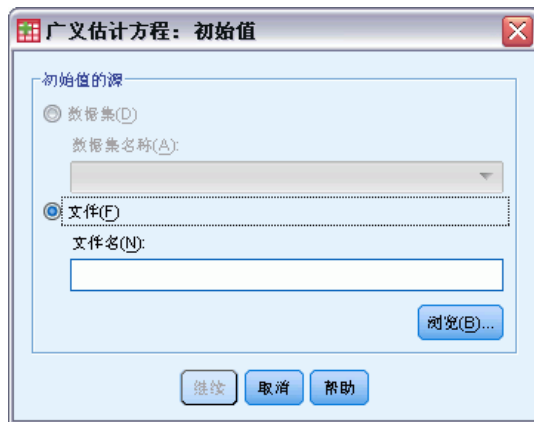 广义估计方程：初始值
初始值的源
数据集(D)
数据集名称(A):
文件(F)
文件名(N):
浏览(B)...
继续 取消 帮助